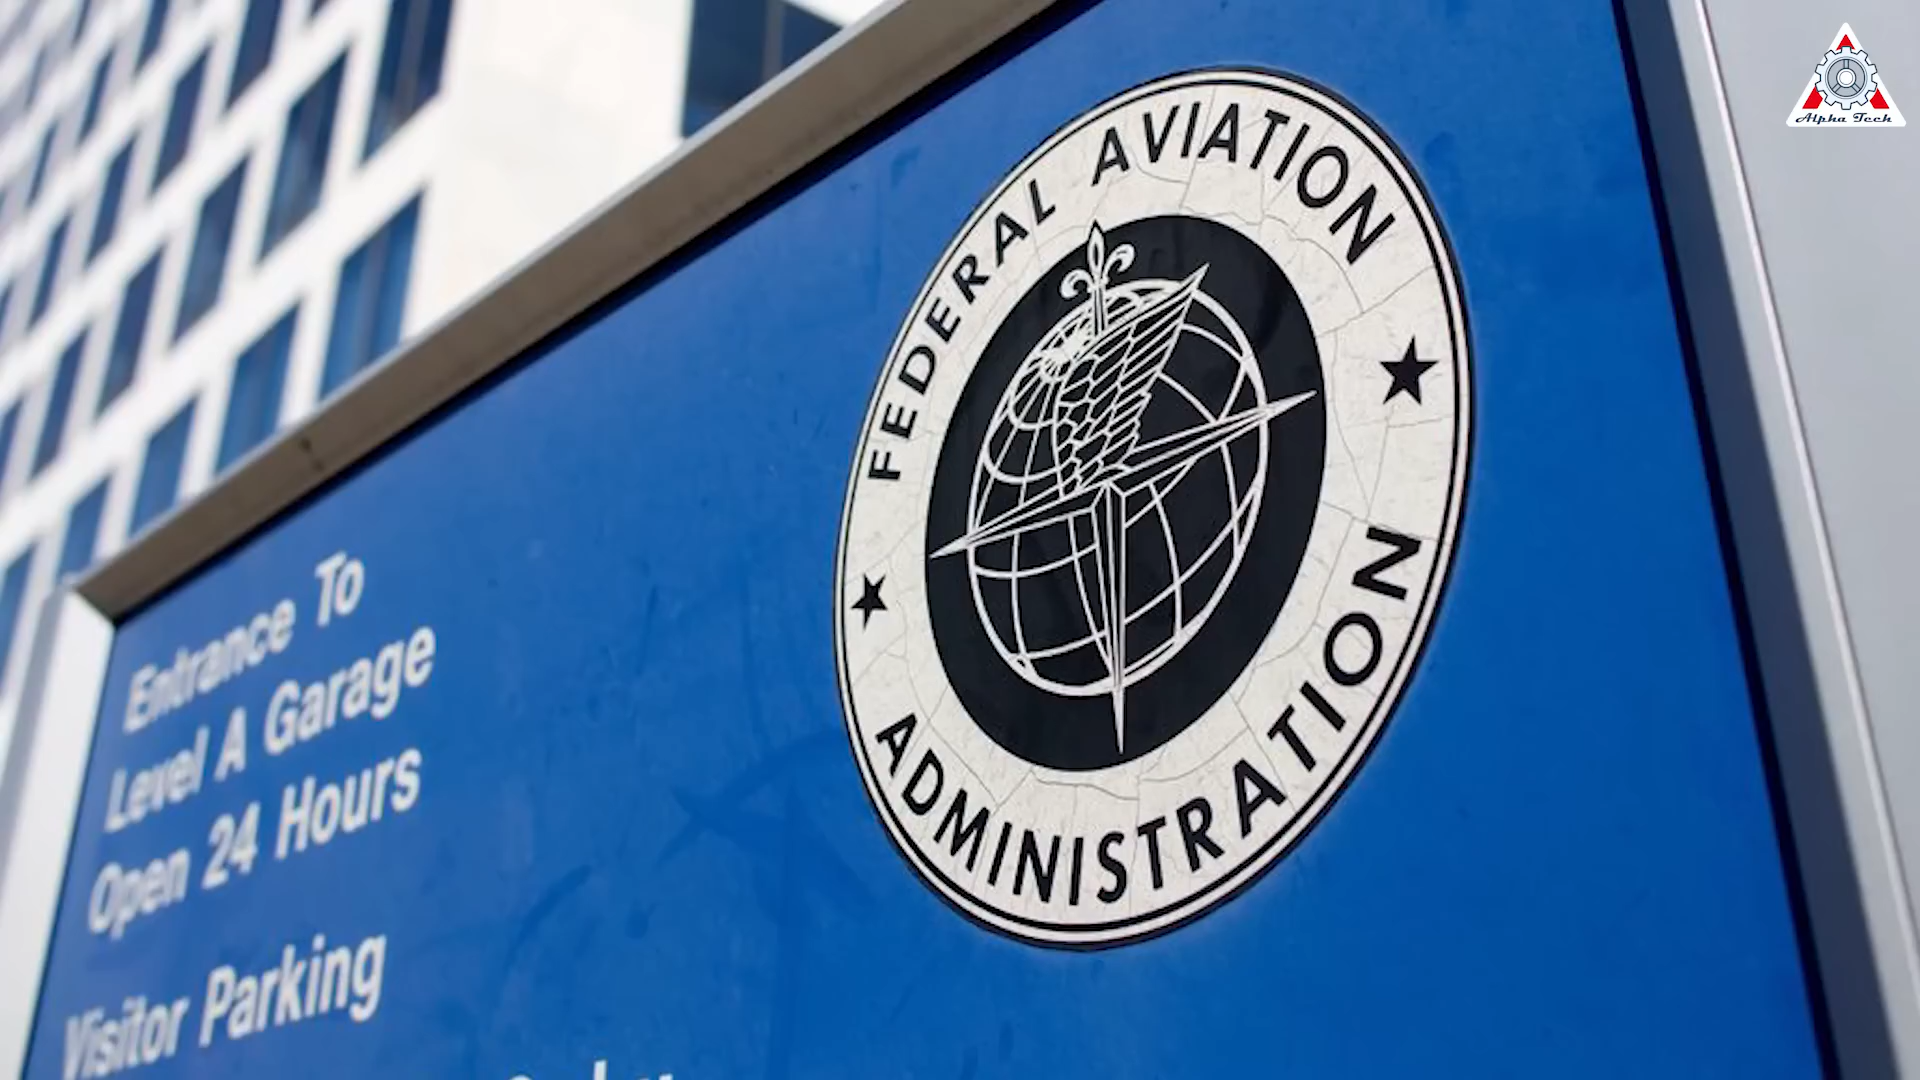 Alpha Tech
FEDERAL AVIATION
ADMINISTRATION
Entrance To
Level A Garage
Open 24 Hours
Visitor Parking